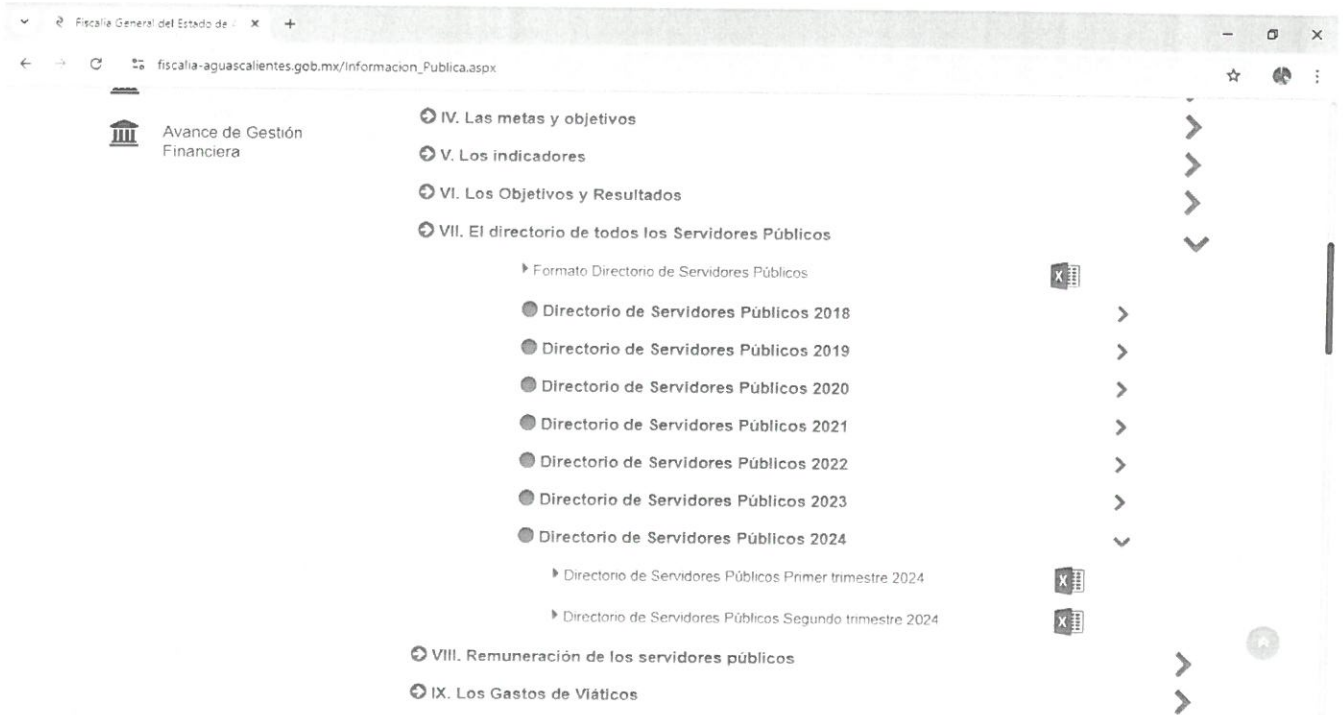 Fiscalía General del Estado de
fiscalia-aguascalientes.gob.mx/Informacion_Publica.aspx
Avance de Gestión
Financiera
IV. Las metas y objetivos
V. Los indicadores
VI. Los Objetivos y Resultados
VII. El directorio de todos los Servidores Públicos
Formato Directorio de Servidores Públicos
Directorio de Servidores Públicos 2018
Directorio de Servidores Públicos 2019
Directorio de Servidores Públicos 2020
Directorio de Servidores Públicos 2021
Directorio de Servidores Públicos 2022
Directorio de Servidores Públicos 2023
Directorio de Servidores Públicos 2024
Directorio de Servidores Públicos Primer trimestre 2024
Directorio de Servidores Públicos Segundo trimestre 2024
VIII. Remuneración de los servidores públicos
IX. Los Gastos de Viáticos